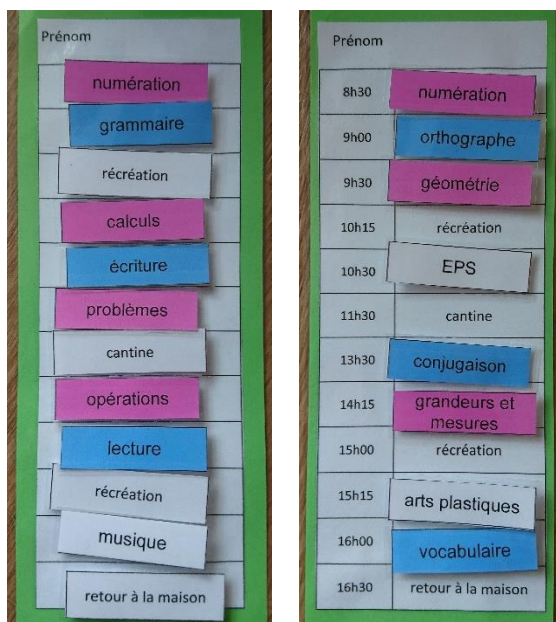 Prénom
numération
grammaire
récréation
calculs
écriture
problèmes
cantine
opérations
lecture
récréation
musique
retour à la maison
Prénom
8h30 numération
9h00 orthographe
9h30 géométrie
10h15 récréation
10h30 EPS
11h30 cantine
13h30 conjugaison
14h15 grandeurs et
mesures
15h00 récréation
15h15 arts plastiques
16h00 vocabulaire
16h30 retour à la maison